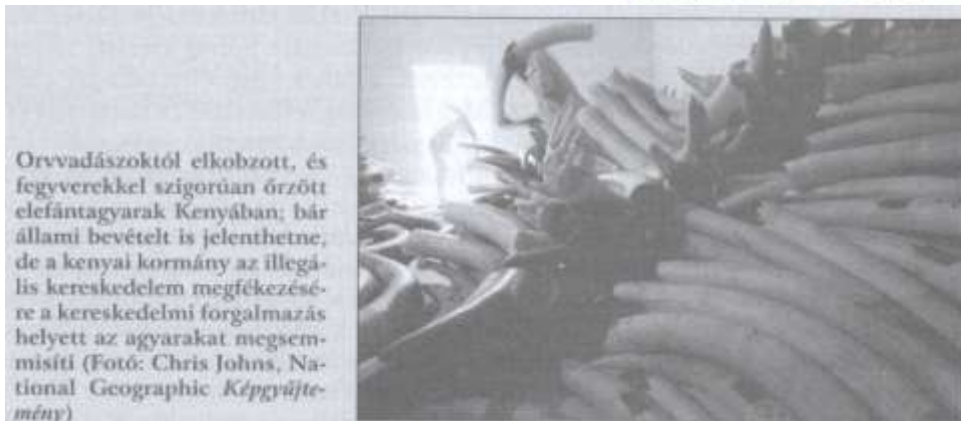 Orvvadászoktól elkobzott, és
fegyverekkel szigorúan őrzött
elefántagyarak Kenyában; bár
állami bevételt is jelenthetne,
de a kenyai kormány az illegá-
lis kereskedelem megfékezésé-
re a kereskedelmi forgalmazás
helyett az agyarakat megsem-
misíti (Fotó: Chris Johns, Na-
tional Geographic Képgyűjte-
mény)